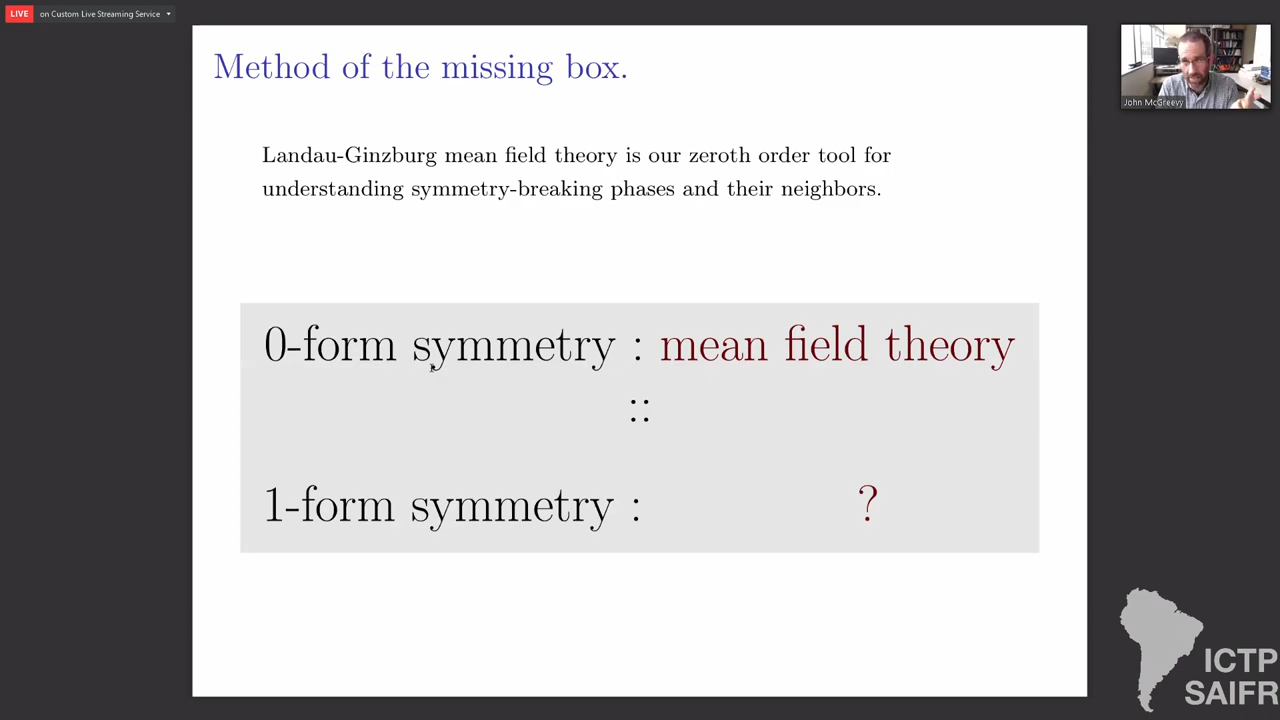 LIVE on Custom Live Streaming Service
Method of the missing box.
John McGreevy
Landau-Ginzburg mean field theory is our zeroth order tool for
understanding symmetry-breaking phases and their neighbors.
0-form symmetry : mean field theory
::
1-form symmetry : ?
ICTP
SAIFR